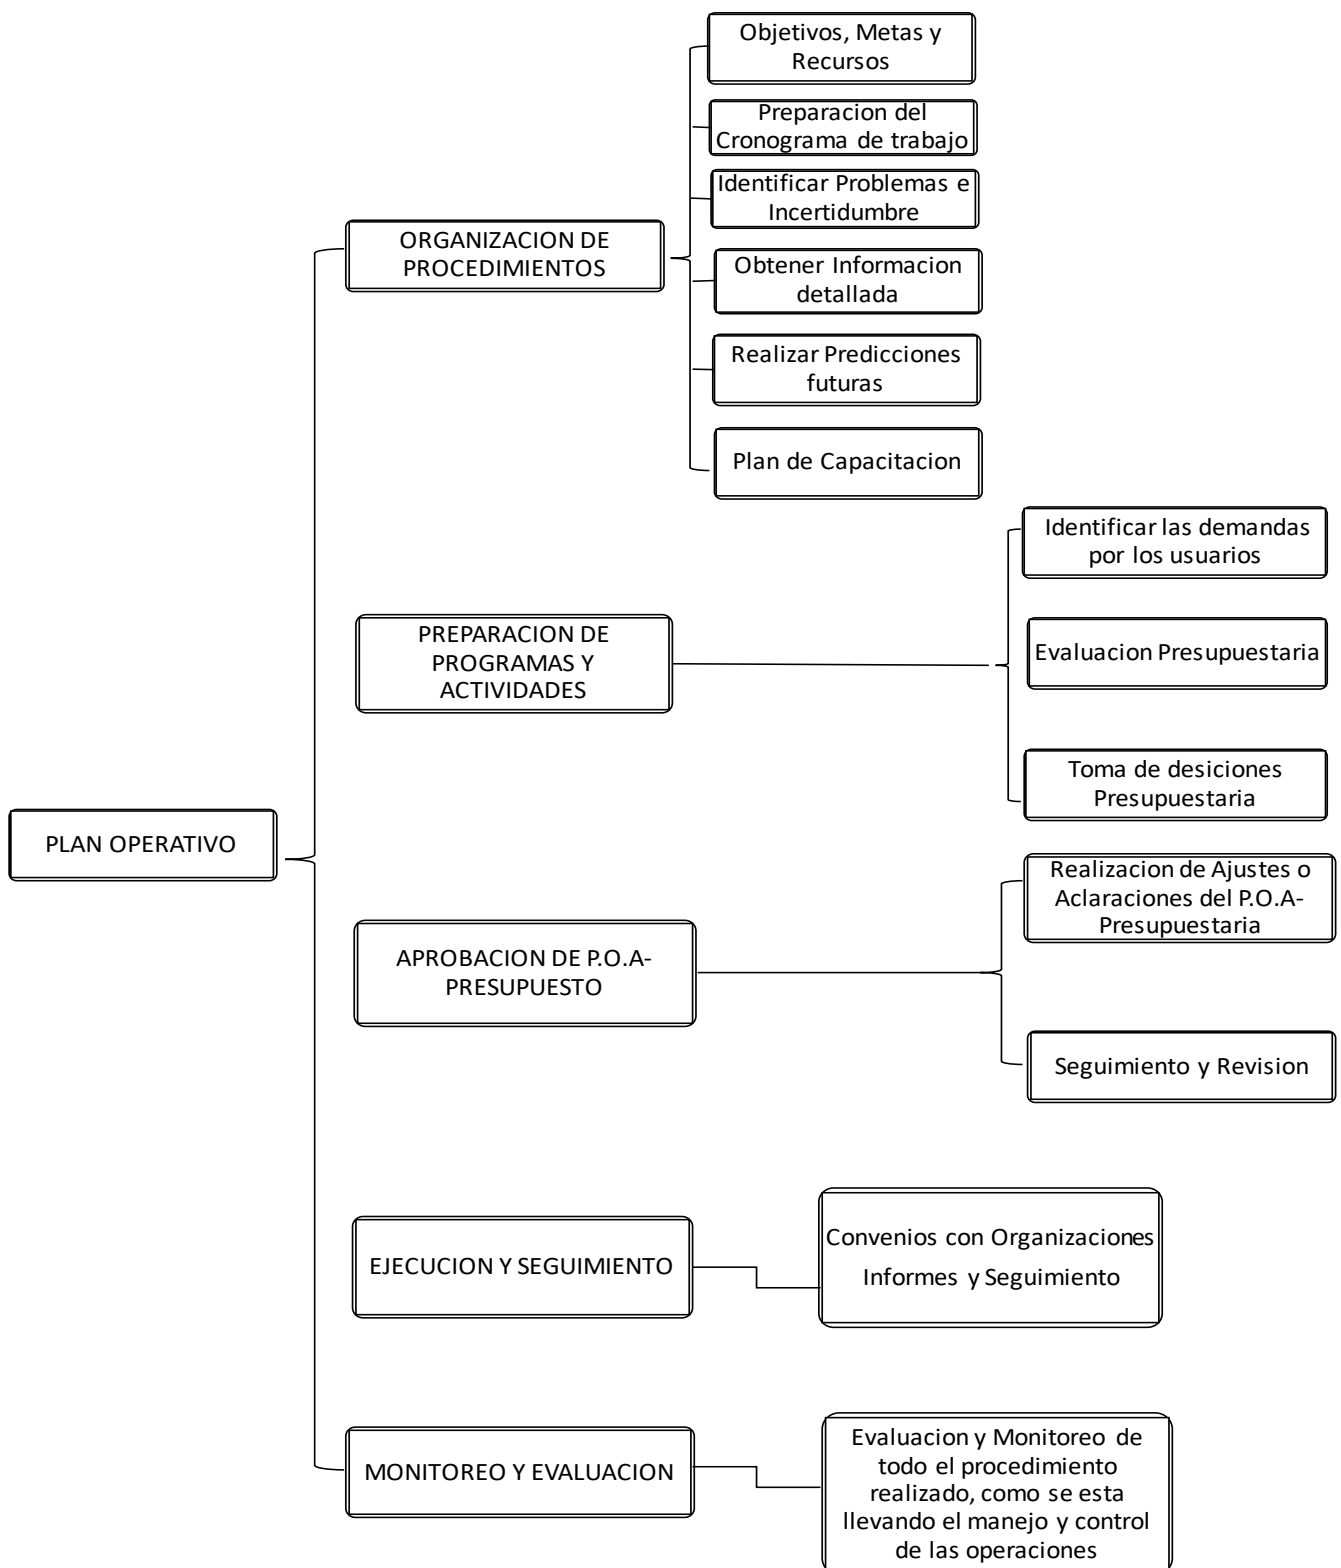 Objetivos, Metas y
Recursos
Preparacion del
Cronograma de trabajo
Identificar Problemas e
Incertidumbre
ORGANIZACION DE
PROCEDIMIENTOS
Obtener Informacion
detallada
Realizar Predicciones
futuras
Plan de Capacitacion
Identificar las demandas
por los usuarios
PREPARACION DE
PROGRAMAS Y
ACTIVIDADES
Evaluacion Presupuestaria
Toma de desiciones
Presupuestaria
PLAN OPERATIVO
Realizacion de Ajustes o
Aclaraciones del P.O.A-
Presupuestaria
APROBACION DE P.O.A-
PRESUPUESTO
Seguimiento y Revision
EJECUCION Y SEGUIMIENTO
Convenios con Organizaciones
Informes y Seguimiento
MONITOREO Y EVALUACION
Evaluacion y Monitoreo de
todo el procedimiento
realizado, como se esta
llevando el manejo y control
de las operaciones